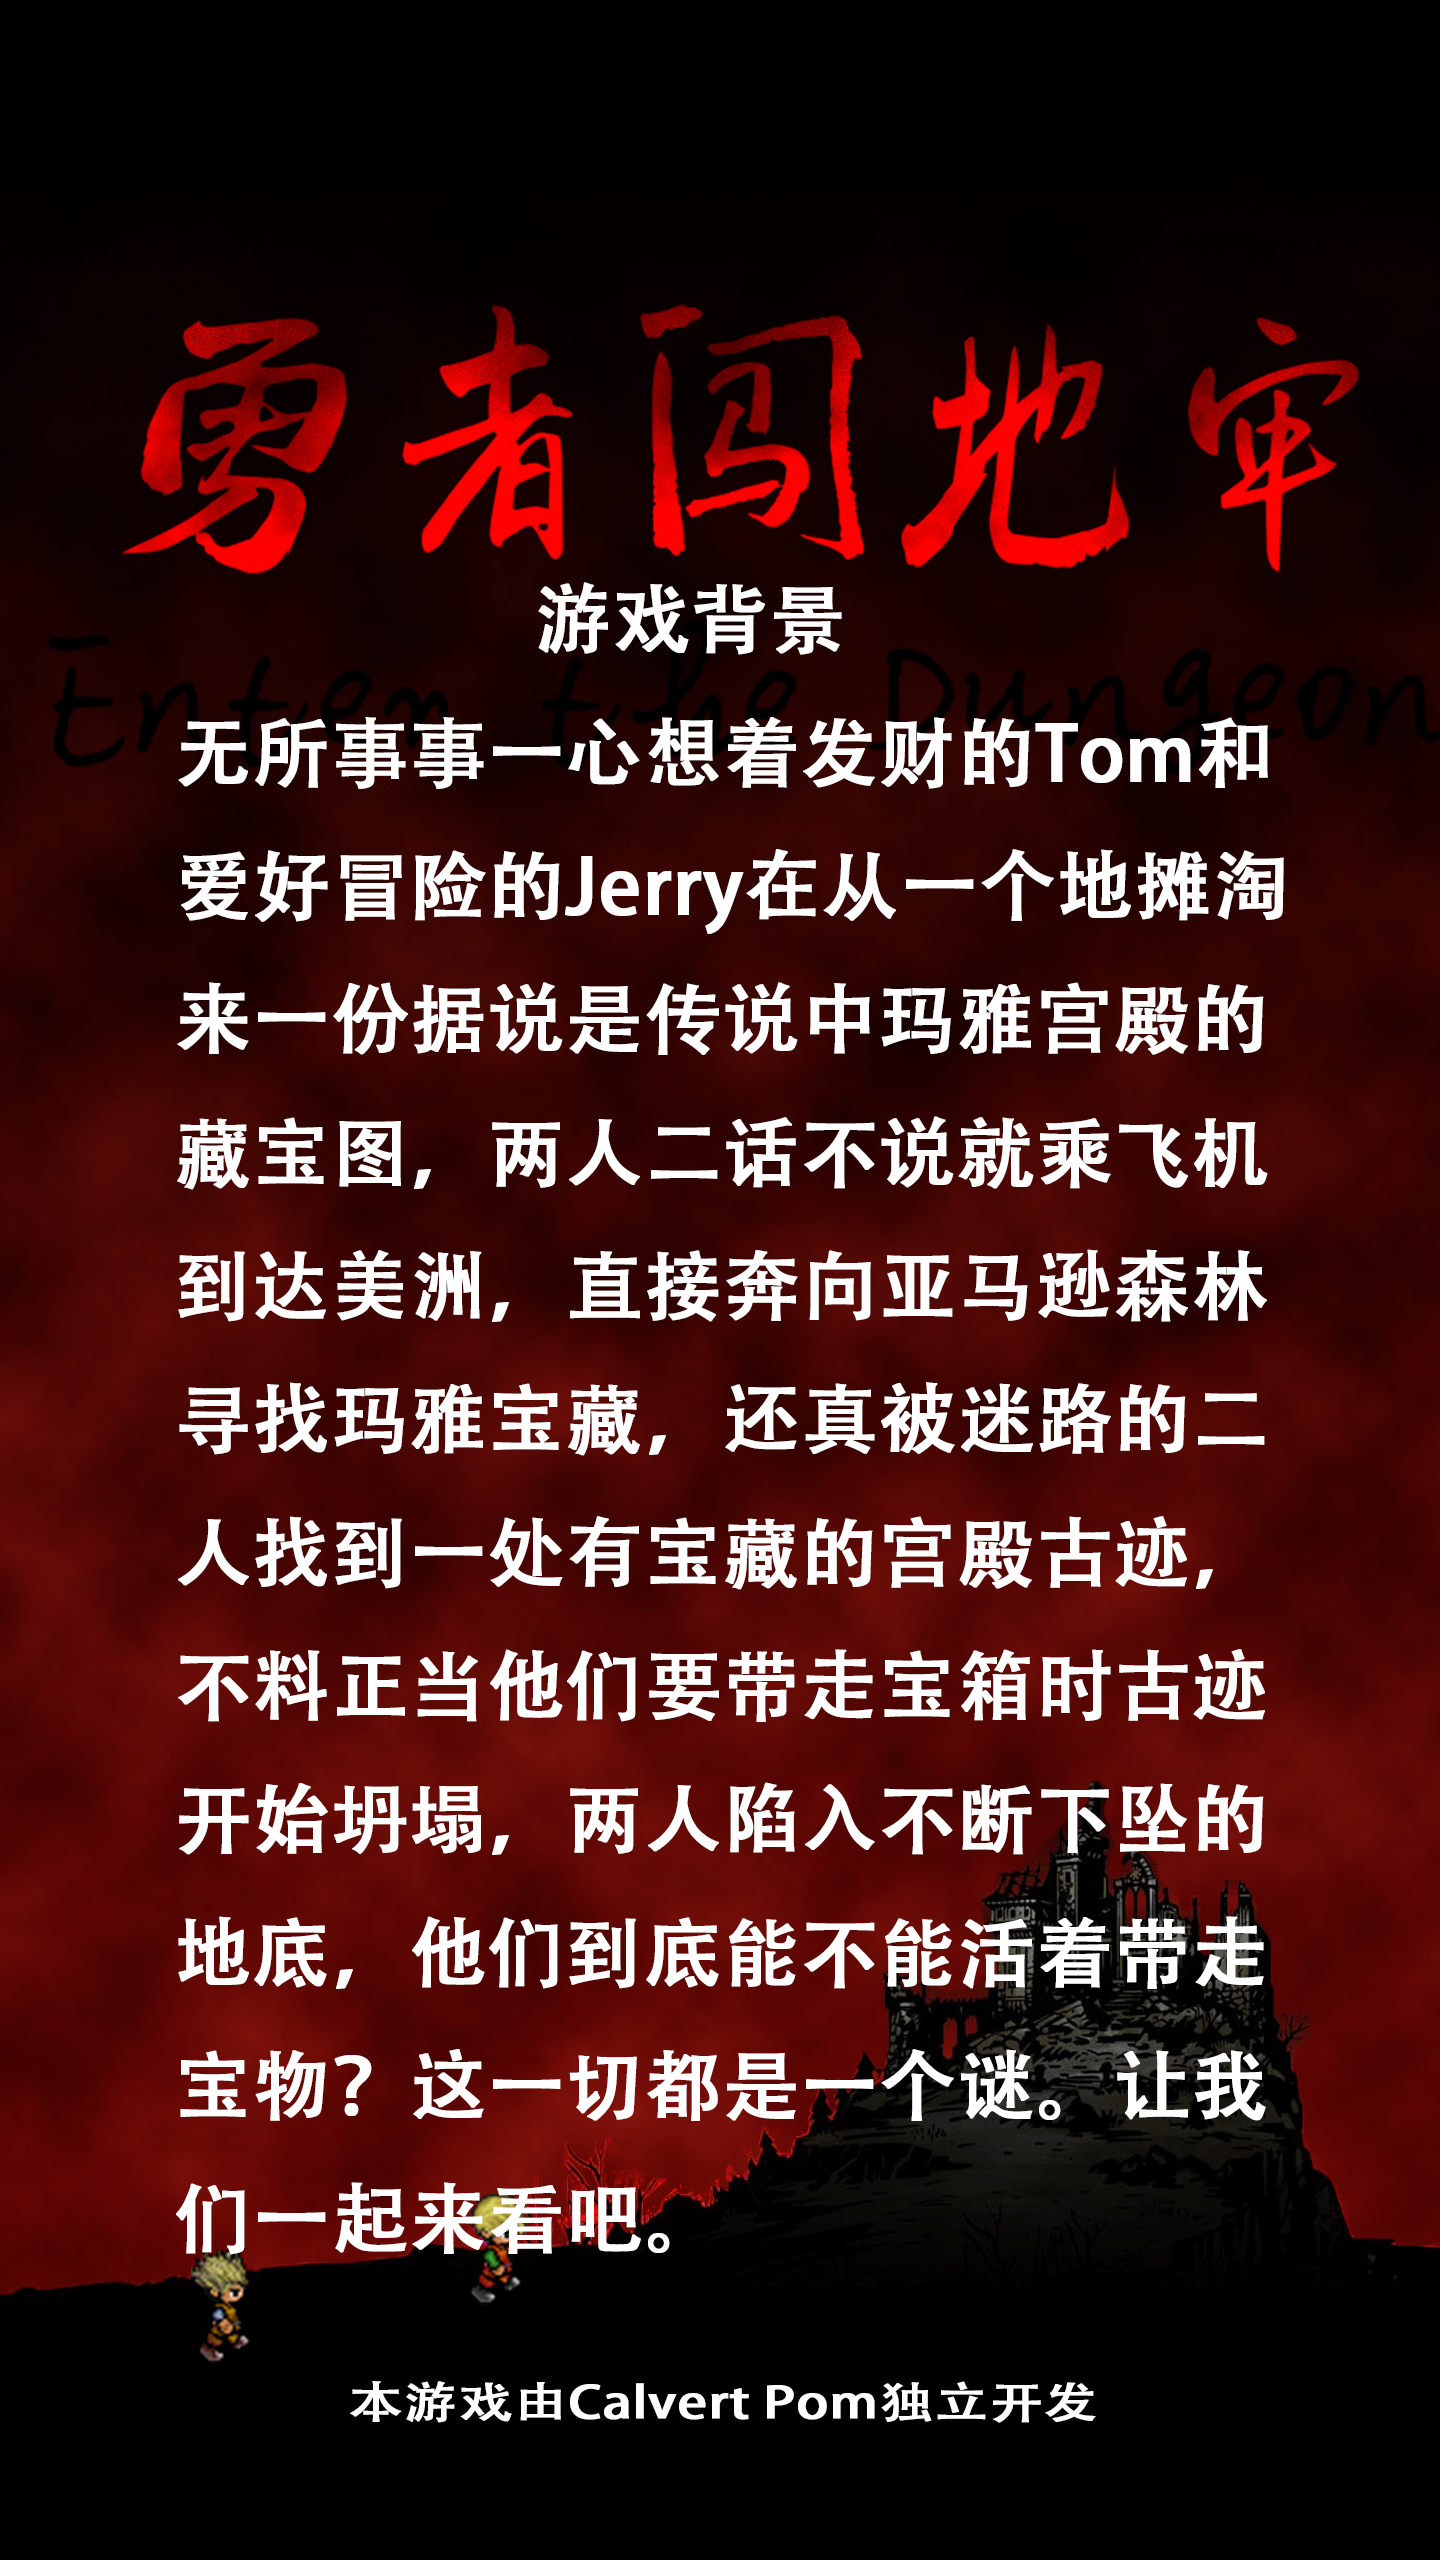 勇者闯地牢
游戏背景
Enter the Dungeon
无所事事一心想着发财的Tom和
爱好冒险的Jerry在从一个地摊淘
来一份据说是传说中玛雅宫殿的
藏宝图，两人二话不说就乘飞机
到达美洲，直接奔向亚马逊森林
寻找玛雅宝藏，还真被迷路的二
人找到一处有宝藏的宫殿古迹，
不料正当他们要带走宝箱时古迹
开始坍塌，两人陷入不断下坠的
地底，他们到底能不能活着带走
宝物？这一切都是一个谜。让我
们一起来看吧。
本游戏由Calvert Pom独立开发